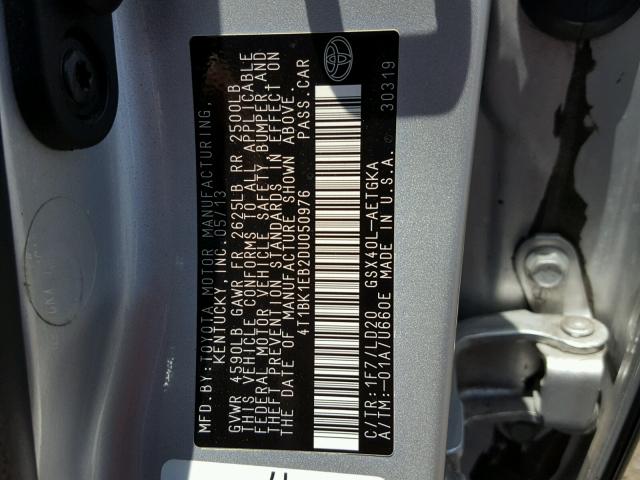 MFD.BY:TOYOTA MOTOR MANUFACTURING,
KENTUCKY, INC. 05/13
GVWR 4590LB GAWR FR 2625LB RR 2500LB
THIS VEHICLE CONFORMS TO ALL APPLICABLE
FEDERAL MOTOR VEHICLE SAFETY, BUMPER AND
THEFT PREVENTION STANDARDS IN EFFECT ON
THE DATE OF MANUFACTURE SHOWN ABOVE.
4T1BK1EB2DU050976 PASS.CAR
C/TR:1F7/LD20 GSX40L-AETGKA
A/TM:-01A/U660E MADE IN U.S.A.
30319